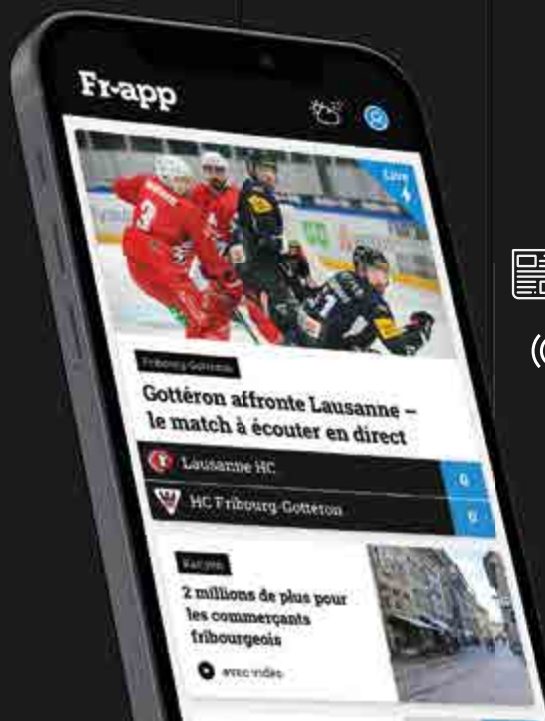 Fr-app
Live
3
Fribourg-Gottéron
Gottéron affronte Lausanne –
le match à écouter en direct
Lausanne HC
0
HC Fribourg-Gottéron
0
2 millions de plus pour
les commerçants
fribourgeois
avec vidéo